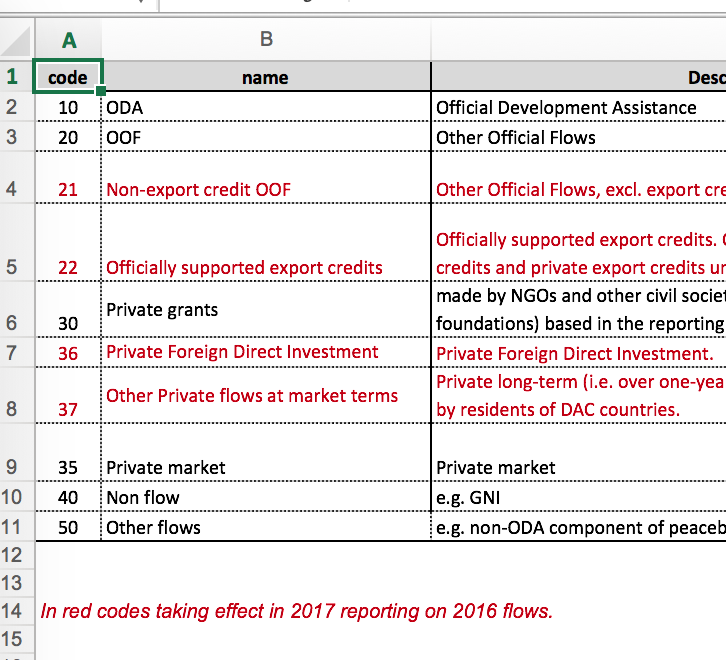 A B
1 code name Desc
2 10 ODA Official Development Assistance
3 20 OOF Other Official Flows
4 21 Non-export credit OOF Other Official Flows, excl. export cre
Officially supported export credits.
5 22 Officially supported export credits credits and private export credits un
Private grants made by NGOs and other civil societ
6 30 foundations) based in the reporting
7 36 Private Foreign Direct Investment Private Foreign Direct Investment.
Other Private flows at market terms Private long-term (i.e. over one-yea
8 37 by residents of DAC countries.
9 35 Private market Private market
10 40 Non flow e.g. GNI
11 50 Other flows e.g. non-ODA component of peaceb
12
13
14 In red codes taking effect in 2017 reporting on 2016 flows.
15